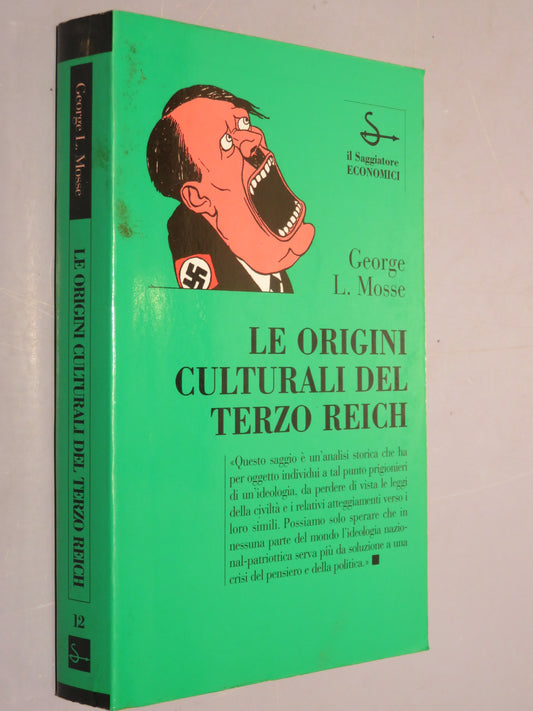 George L. Mosse
LE ORIGINI CULTURALI DEL TERZO REICH
12
il Saggiatore
ECONOMICI
George
L. Mosse
LE ORIGINI
CULTURALI DEL
TERZO REICH
«Questo saggio è un'analisi storica che ha
per oggetto individui a tal punto prigionieri
di un'ideologia, da perdere di vista le leggi
della civiltà e i relativi atteggiamenti verso i
loro simili. Possiamo solo sperare che in
nessuna parte del mondo l'ideologia nazio-
nal-patriottica serva più da soluzione a una
crisi del pensiero e della politica.»